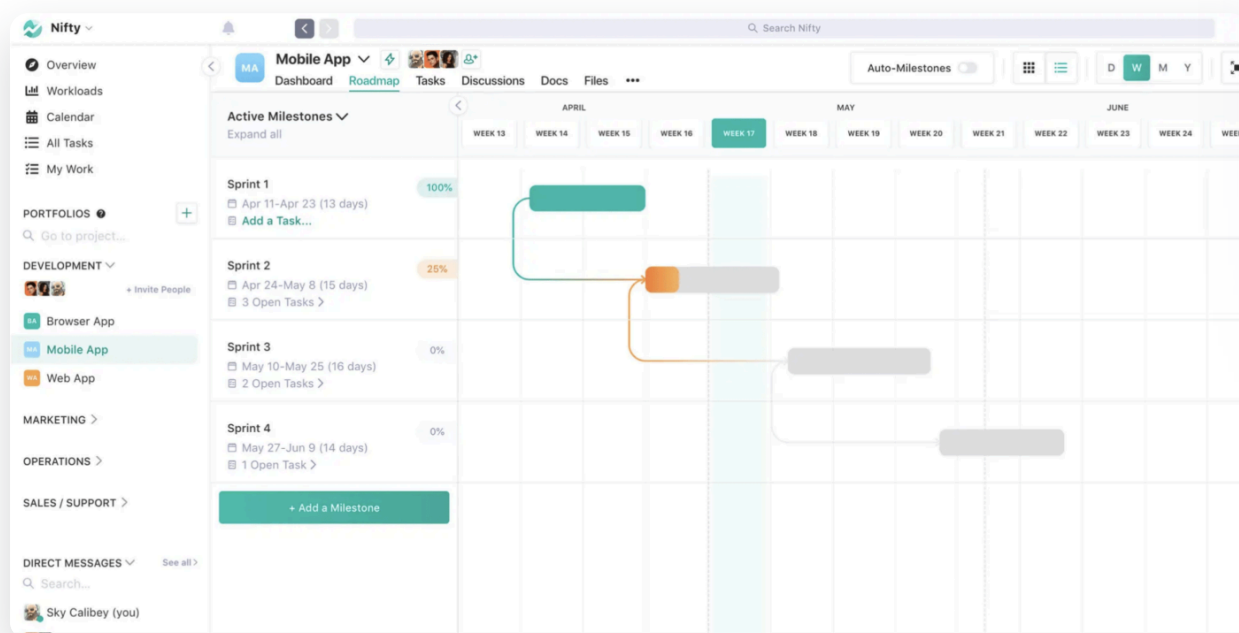 Nifty
Search Nifty
Overview
Workloads
Calendar
All Tasks
My Work
PORTFOLIOS
Go to project...
DEVELOPMENT
+ Invite People
BA Browser App
MA Mobile App
WA Web App
MARKETING
OPERATIONS
SALES / SUPPORT
DIRECT MESSAGES See all
Search...
Sky Calibey (you)
MA Mobile App
Dashboard Roadmap Tasks Discussions Docs Files •••
Auto-Milestones
D W M Y
Active Milestones
Expand all
APRIL MAY JUNE
WEEK 13 WEEK 14 WEEK 15 WEEK 16 WEEK 17 WEEK 18 WEEK 19 WEEK 20 WEEK 21 WEEK 22 WEEK 23 WEEK 24 WEE
Sprint 1 100%
Apr 11-Apr 23 (13 days)
Add a Task...
Sprint 2 25%
Apr 24-May 8 (15 days)
3 Open Tasks
Sprint 3 0%
May 10-May 25 (16 days)
2 Open Tasks
Sprint 4 0%
May 27-Jun 9 (14 days)
1 Open Task
+ Add a Milestone